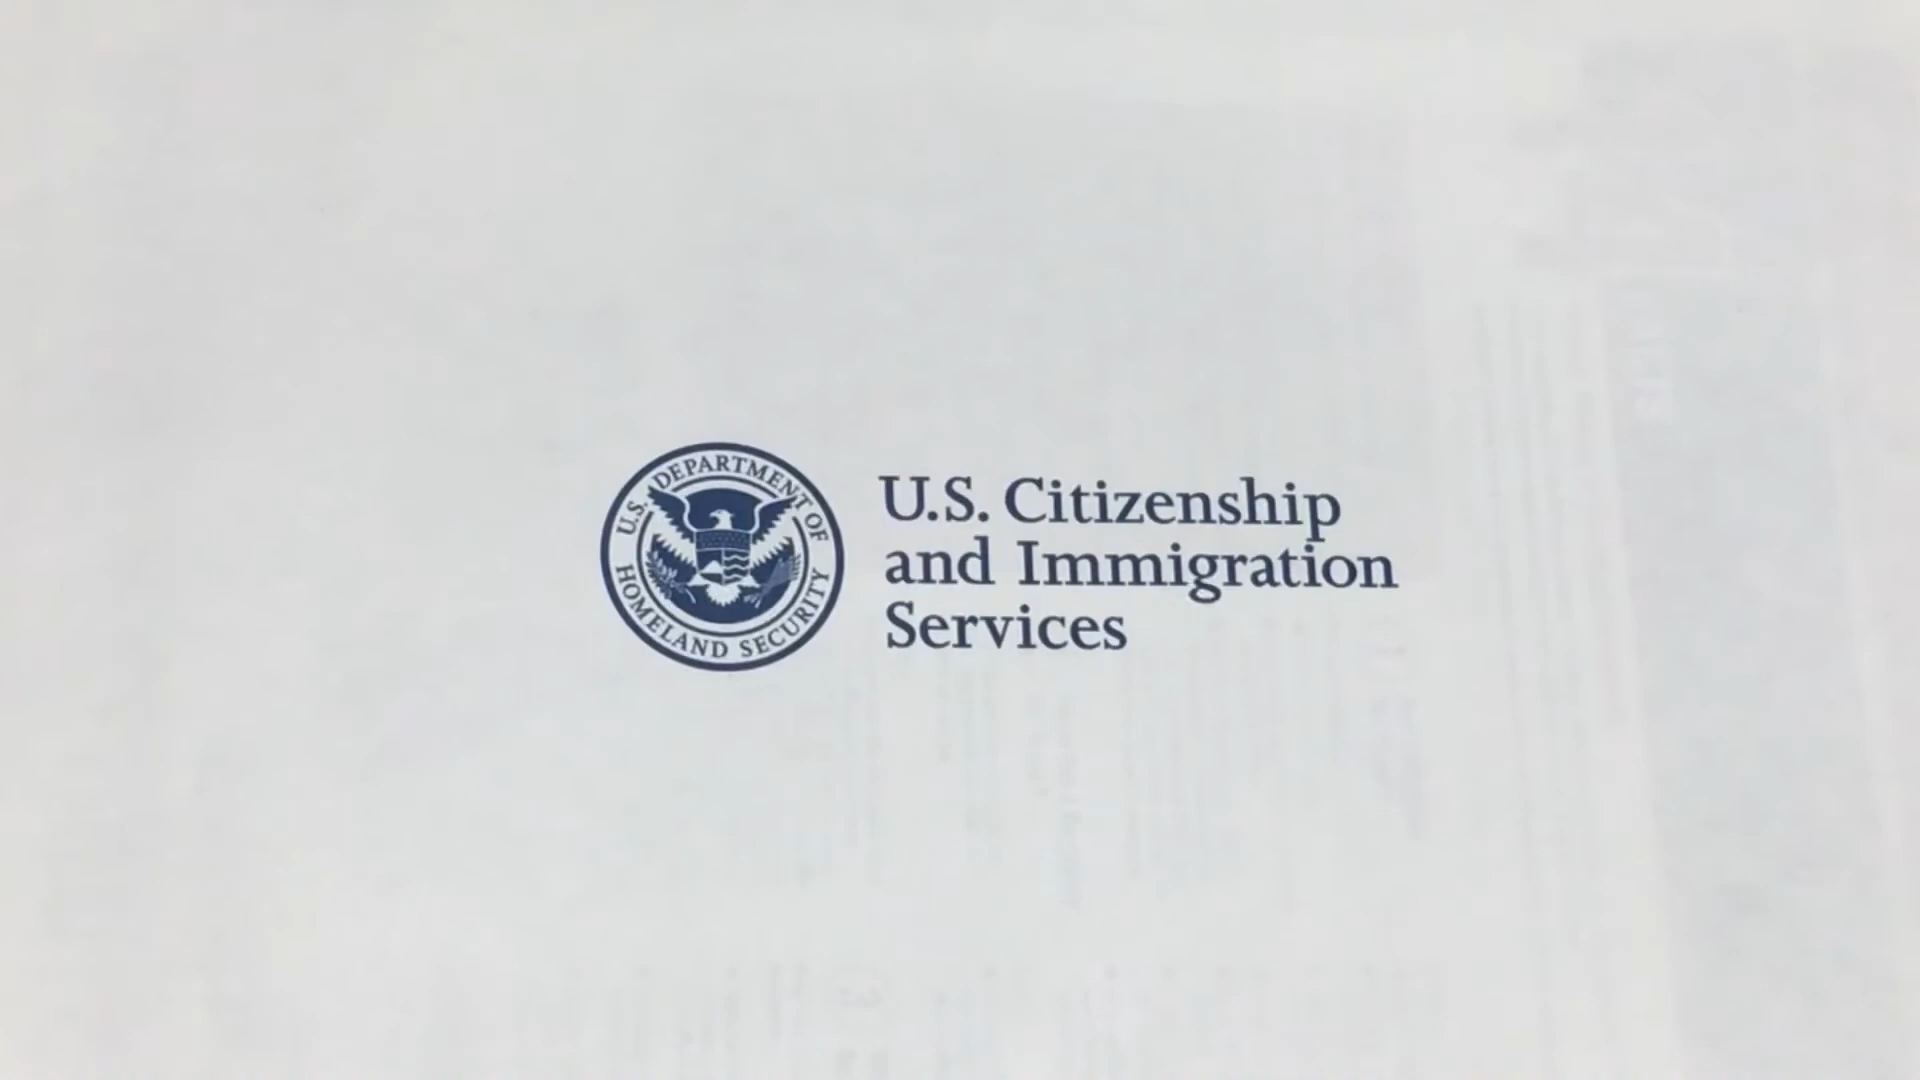 U.S. DEPARTMENT OF
HOMELAND SECURITY
U.S. Citizenship
and Immigration
Services